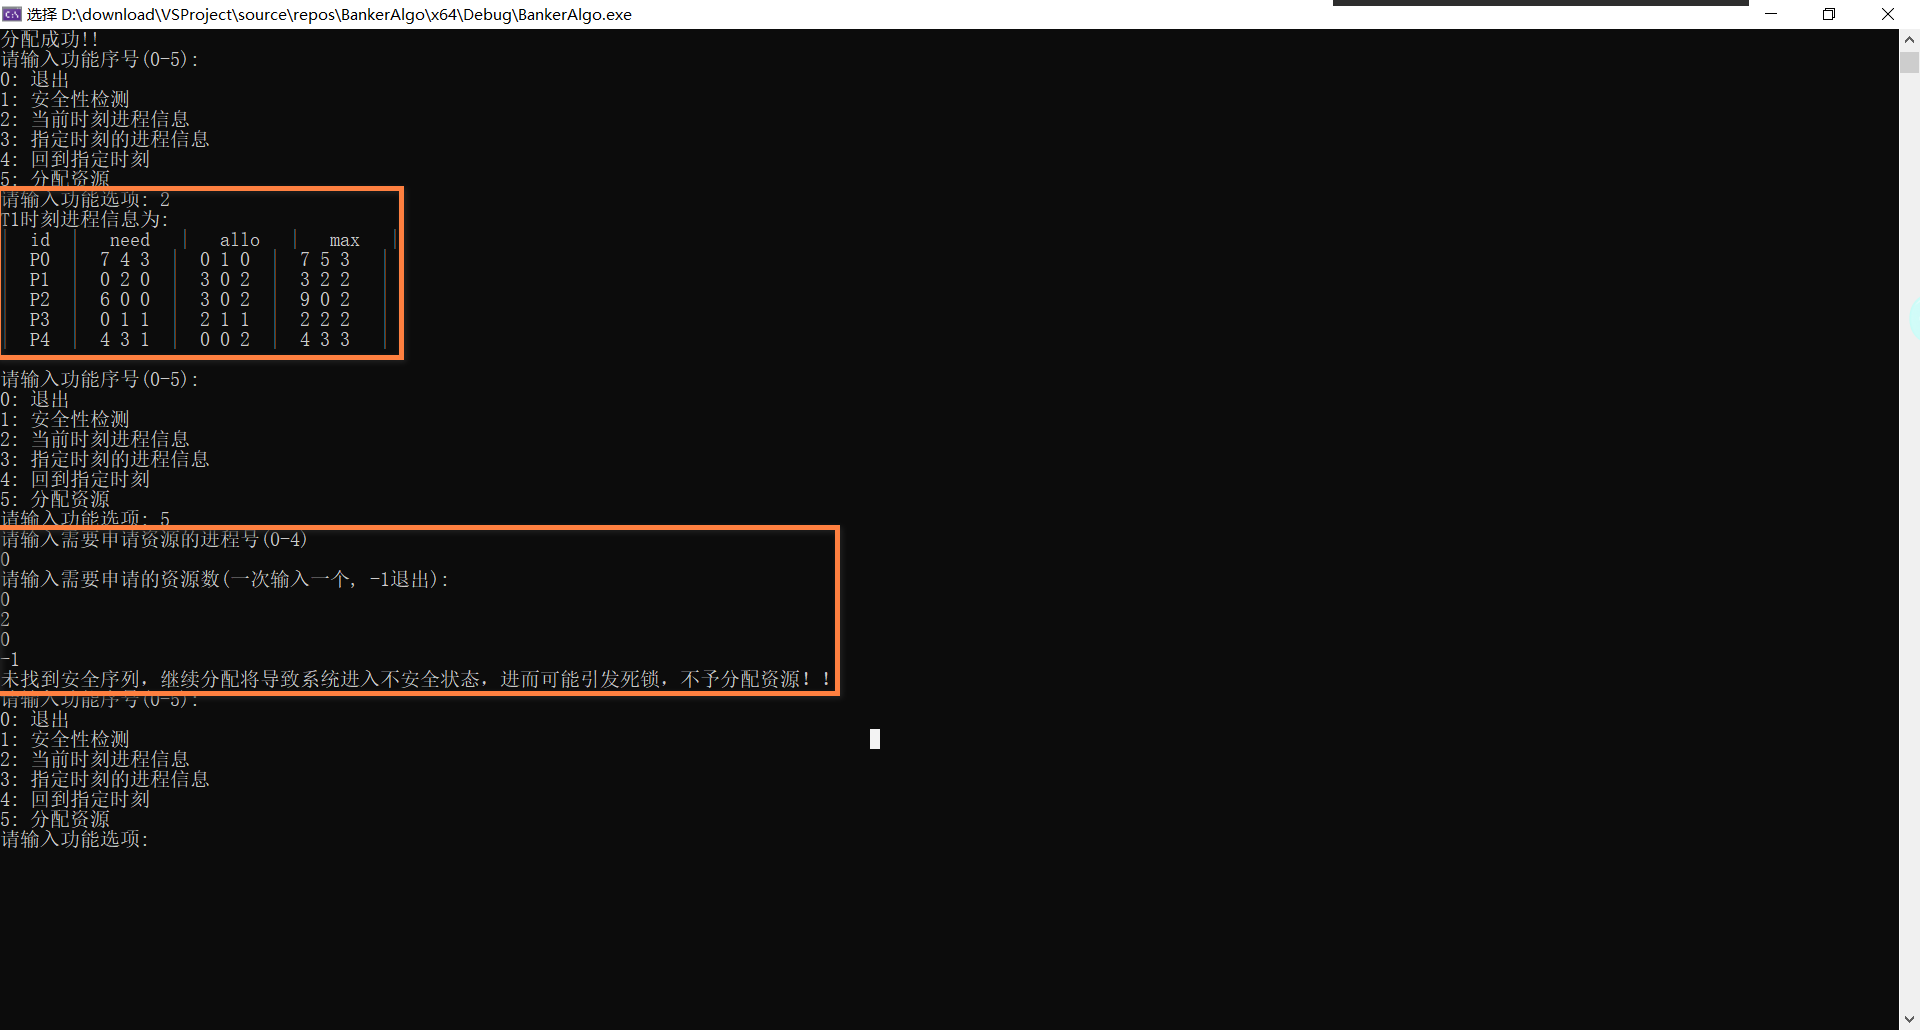 选择 D:\download\VSProject\source\repos\BankerAlgo\x64\Debug\BankerAlgo.exe
分配成功!!
请输入功能序号(0-5):
0: 退出
1: 安全性检测
2: 当前时刻进程信息
3: 指定时刻的进程信息
4: 回到指定时刻
5: 分配资源
请输入功能选项: 2
T1时刻进程信息为:
| id | need | allo | max |
| P0 | 7 4 3 | 0 1 0 | 7 5 3 |
| P1 | 0 2 0 | 3 0 2 | 3 2 2 |
| P2 | 6 0 0 | 3 0 2 | 9 0 2 |
| P3 | 0 1 1 | 2 1 1 | 2 2 2 |
| P4 | 4 3 1 | 0 0 2 | 4 3 3 |
请输入功能序号(0-5):
0: 退出
1: 安全性检测
2: 当前时刻进程信息
3: 指定时刻的进程信息
4: 回到指定时刻
5: 分配资源
请输入功能选项: 5
请输入需要申请资源的进程号(0-4)
0
请输入需要申请的资源数(一次输入一个, -1退出):
0
2
0
-1
未找到安全序列，继续分配将导致系统进入不安全状态，进而可能引发死锁，不予分配资源！！
请输入功能序号(0-5):
0: 退出
1: 安全性检测
2: 当前时刻进程信息
3: 指定时刻的进程信息
4: 回到指定时刻
5: 分配资源
请输入功能选项: